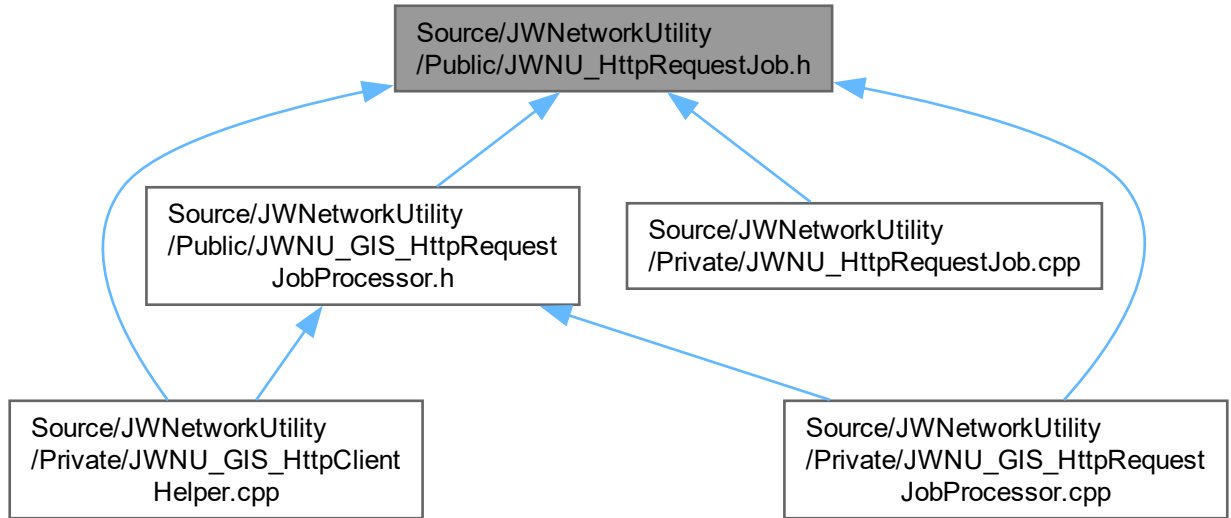 Source/JWNetworkUtility
/Public/JWNU_HttpRequestJob.h
Source/JWNetworkUtility
/Public/JWNU_GIS_HttpRequest
JobProcessor.h
Source/JWNetworkUtility
/Private/JWNU_HttpRequestJob.cpp
Source/JWNetworkUtility
/Private/JWNU_GIS_HttpClient
Helper.cpp
Source/JWNetworkUtility
/Private/JWNU_GIS_HttpRequest
JobProcessor.cpp